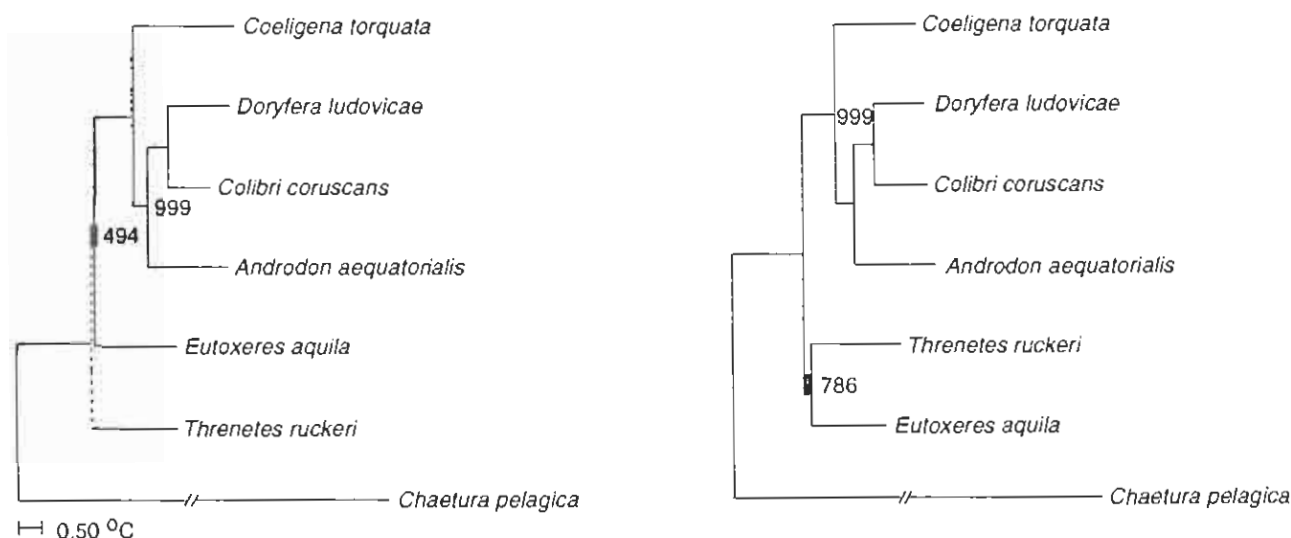 Coeligena torquata
Doryfera ludovicae
Colibri coruscans
999
494
Androdon aequatorialis
Eutoxeres aquila
Threnetes ruckeri
Chaetura pelagica
0.50 °C
Coeligena torquata
Doryfera ludovicae
999
Colibri coruscans
Androdon aequatorialis
Threnetes ruckeri
786
Eutoxeres aquila
Chaetura pelagica